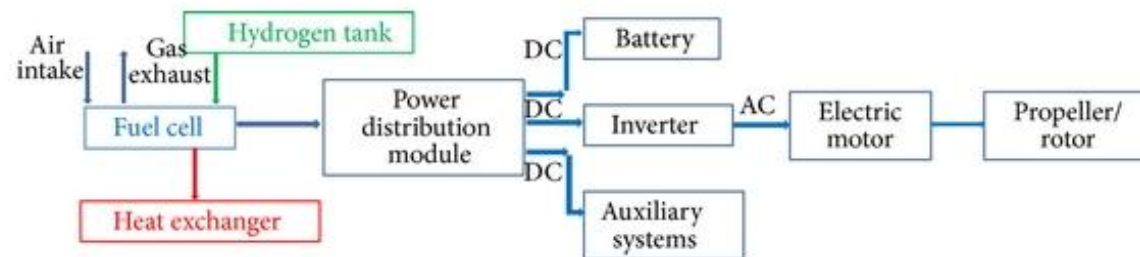 Hydrogen tank
Air
intake
Gas
exhaust
Fuel cell
Heat exchanger
Power
distribution
module
DC
DC
DC
Battery
Inverter
Auxiliary
systems
AC
Electric
motor
Propeller/
rotor